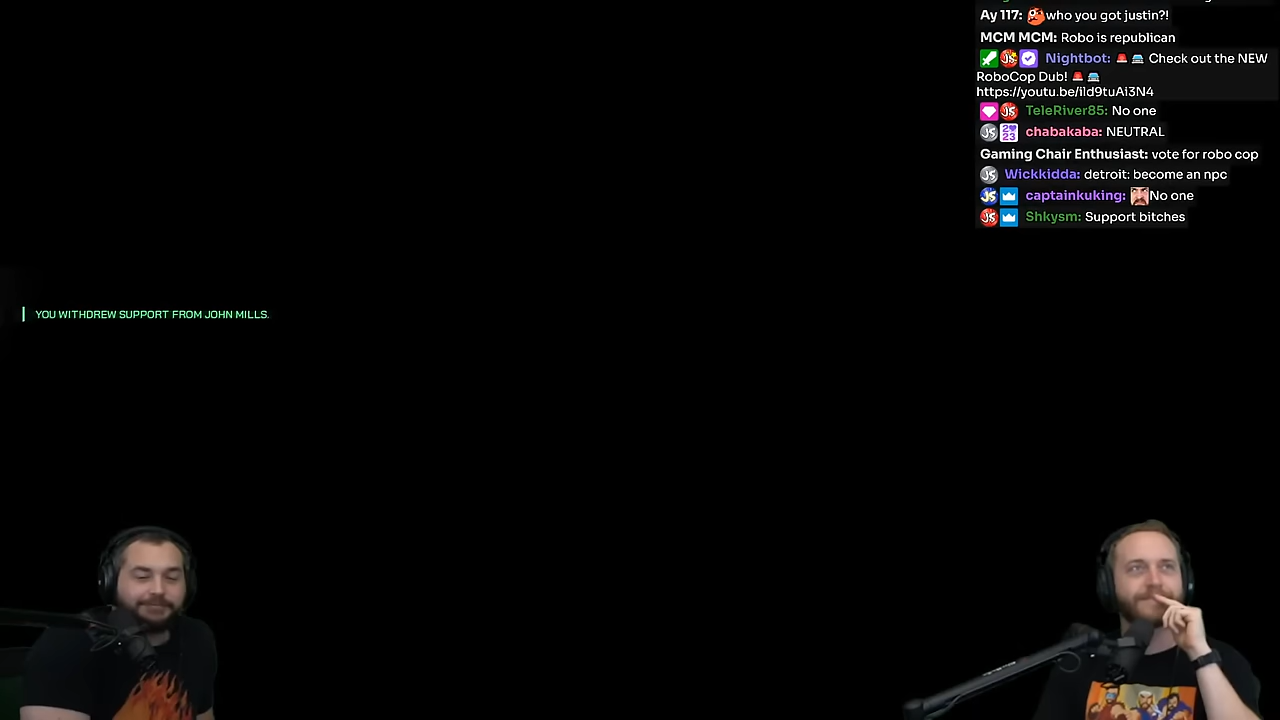 Ay 117: who you got justin?!
MCM MCM: Robo is republican
Nightbot: Check out the NEW
RoboCop Dub!
https://youtu.be/ild9tuAi3N4
TeleRiver85: No one
chabakaba: NEUTRAL
Gaming Chair Enthusiast: vote for robo cop
Wickkidda: detroit: become an npc
captainkuking: No one
Shkysm: Support bitches
YOU WITHDREW SUPPORT FROM JOHN MILLS.